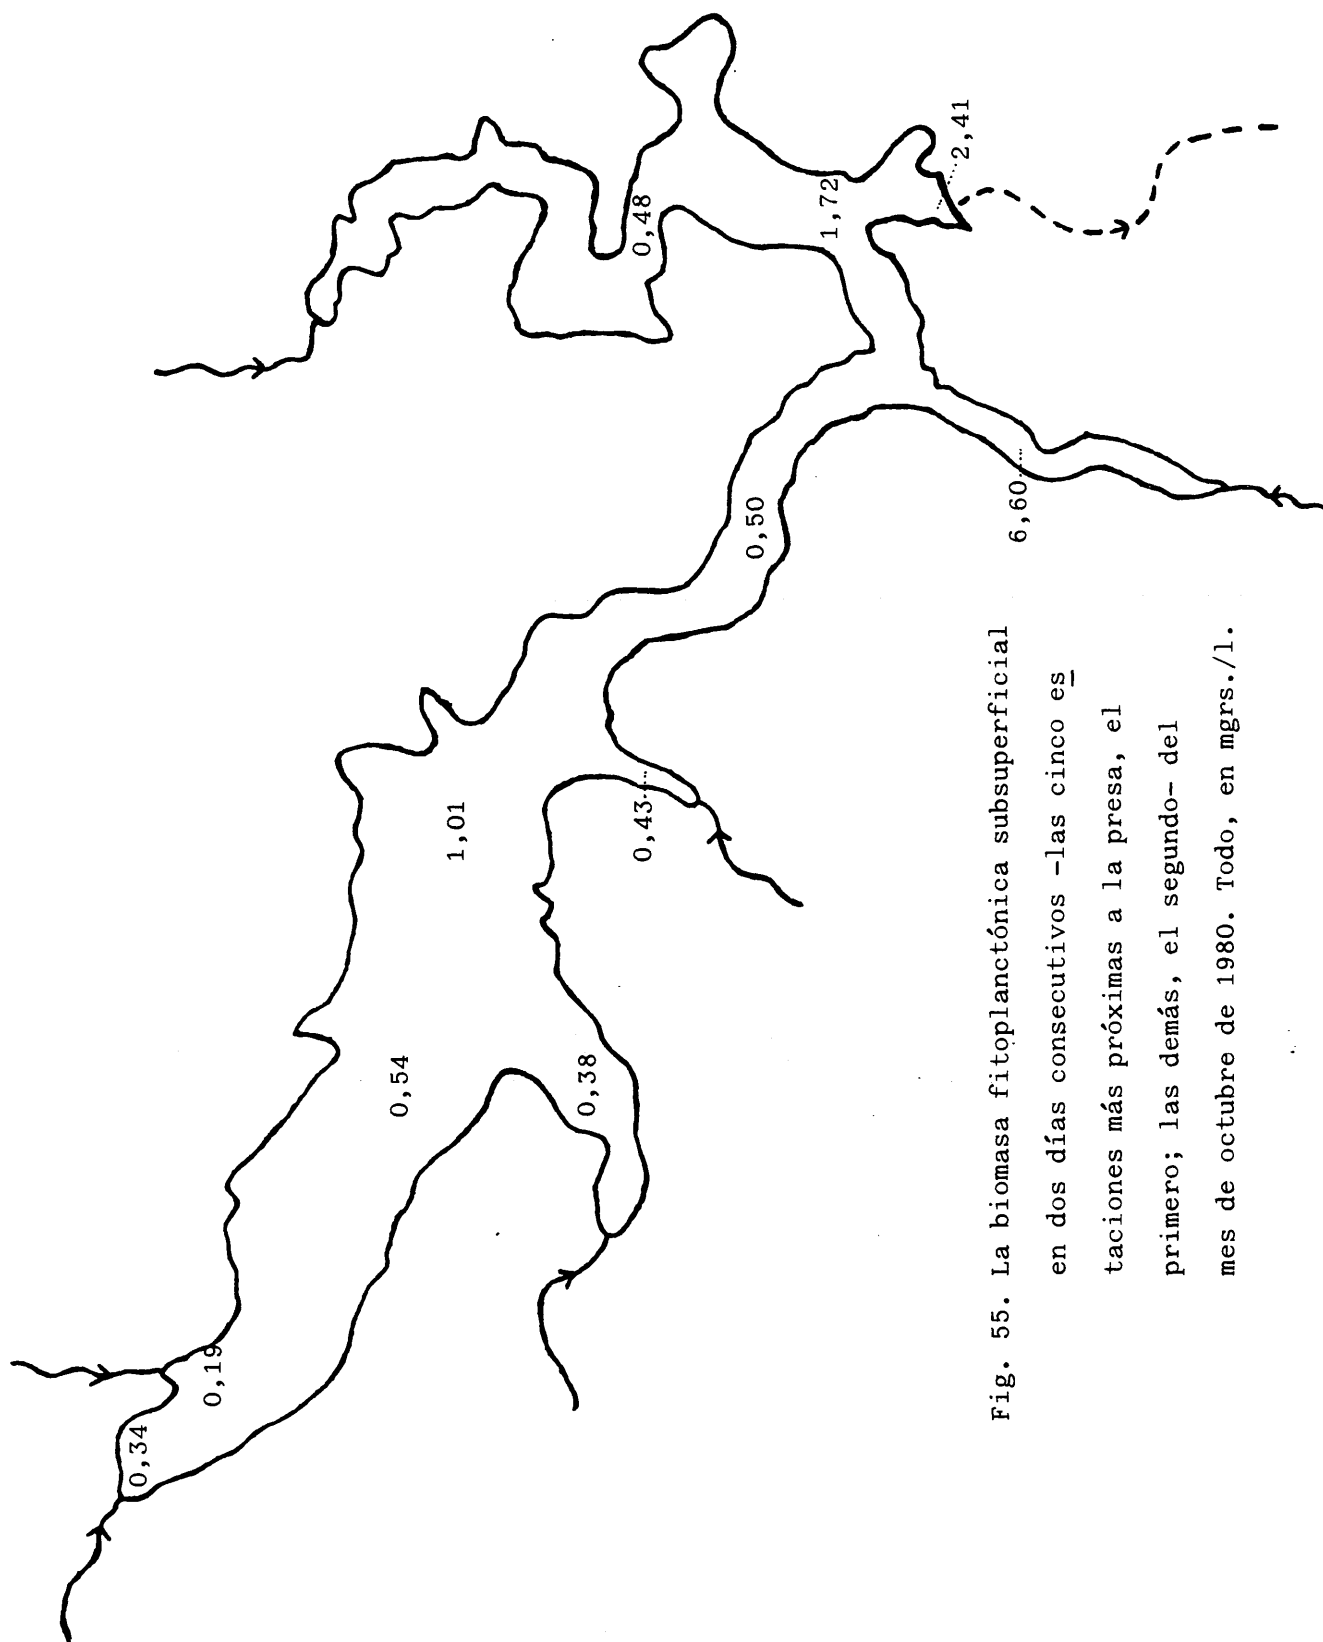 0,34
0,19
0,54
0,38
1,01
0,43
0,50
6,60
0,48
1,72
2,41
Fig. 55. La biomasa fitoplanctónica subsuperficial
en dos días consecutivos -las cinco es
taciones más próximas a la presa, el
primero; las demás, el segundo- del
mes de octubre de 1980. Todo, en mgrs./l.